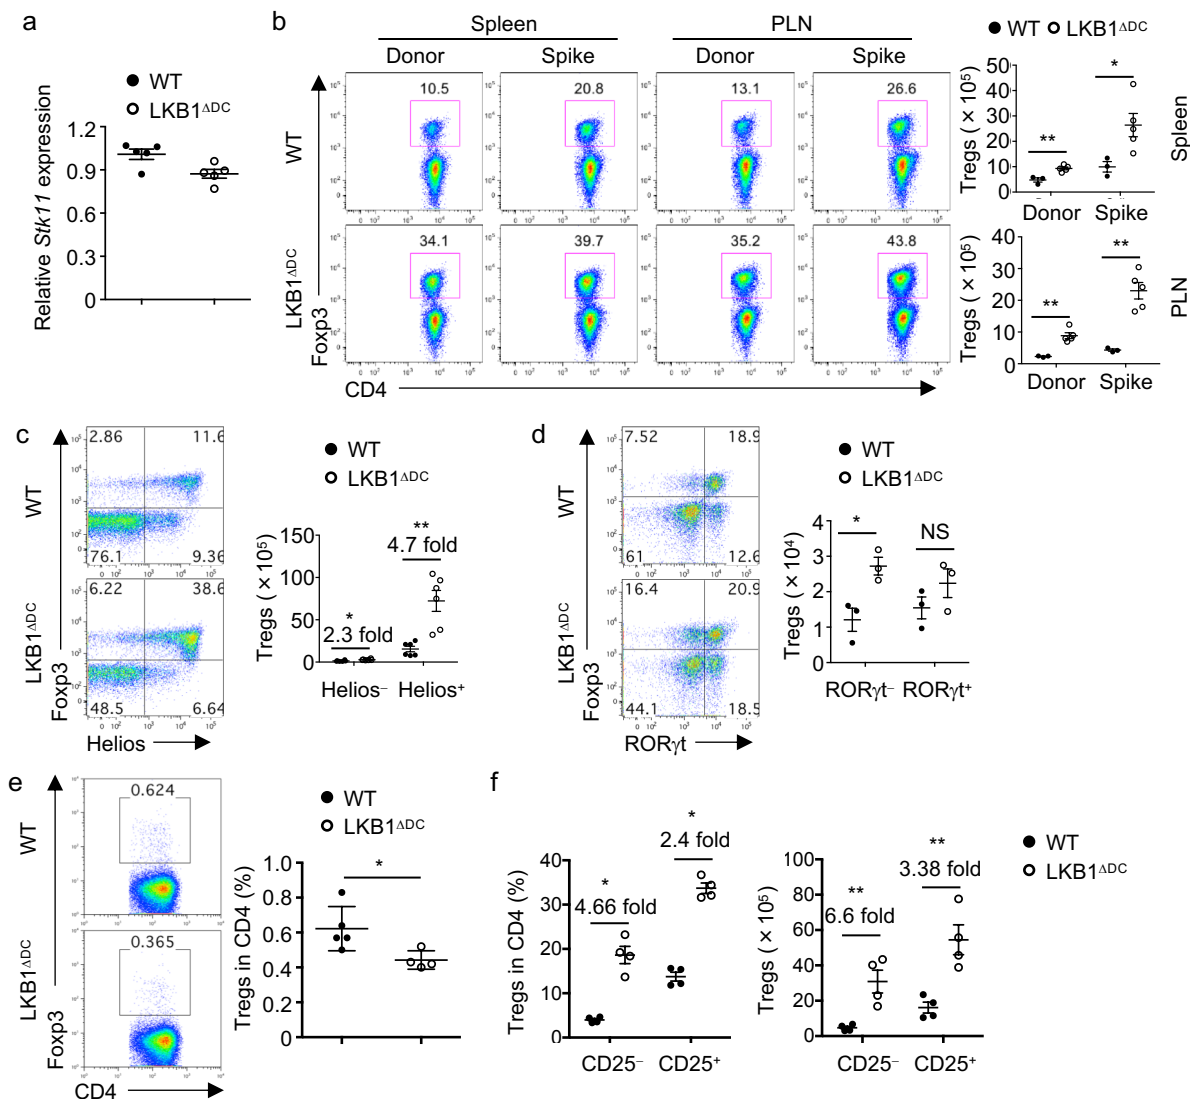 a
WT
LKB1ΔDC
Relative Stk11 expression
1.2
0.9
0.6
0.3
0
b
Spleen
PLN
Donor
Spike
Donor
Spike
WT
10.5
20.8
13.1
26.6
LKB1ΔDC
34.1
39.7
35.2
43.8
Foxp3
CD4
WT
LKB1ΔDC
Tregs ( × 10⁵)
50
40
30
20
10
0
**
*
Donor
Spike
Spleen
Tregs ( × 10⁵)
40
30
20
10
0
**
**
Donor
Spike
PLN
c
WT
2.86
11.6
76.1
9.36
LKB1ΔDC
6.22
38.6
48.5
6.64
Foxp3
Helios
WT
LKB1ΔDC
Tregs ( × 10⁵)
150
100
50
0
**
4.7 fold
*
2.3 fold
Helios⁻
Helios⁺
d
WT
7.52
18.9
61
12.6
LKB1ΔDC
16.4
20.9
44.1
18.5
Foxp3
RORγt
WT
LKB1ΔDC
Tregs ( × 10⁴)
4
3
2
1
0
*
NS
RORγt⁻
RORγt⁺
e
WT
0.624
LKB1ΔDC
0.365
Foxp3
CD4
WT
LKB1ΔDC
Tregs in CD4 (%)
1.0
0.8
0.6
0.4
0.2
0
*
f
Tregs in CD4 (%)
40
30
20
10
0
*
4.66 fold
*
2.4 fold
CD25⁻
CD25⁺
Tregs ( × 10⁵)
100
80
60
40
20
0
**
6.6 fold
**
3.38 fold
CD25⁻
CD25⁺
WT
LKB1ΔDC